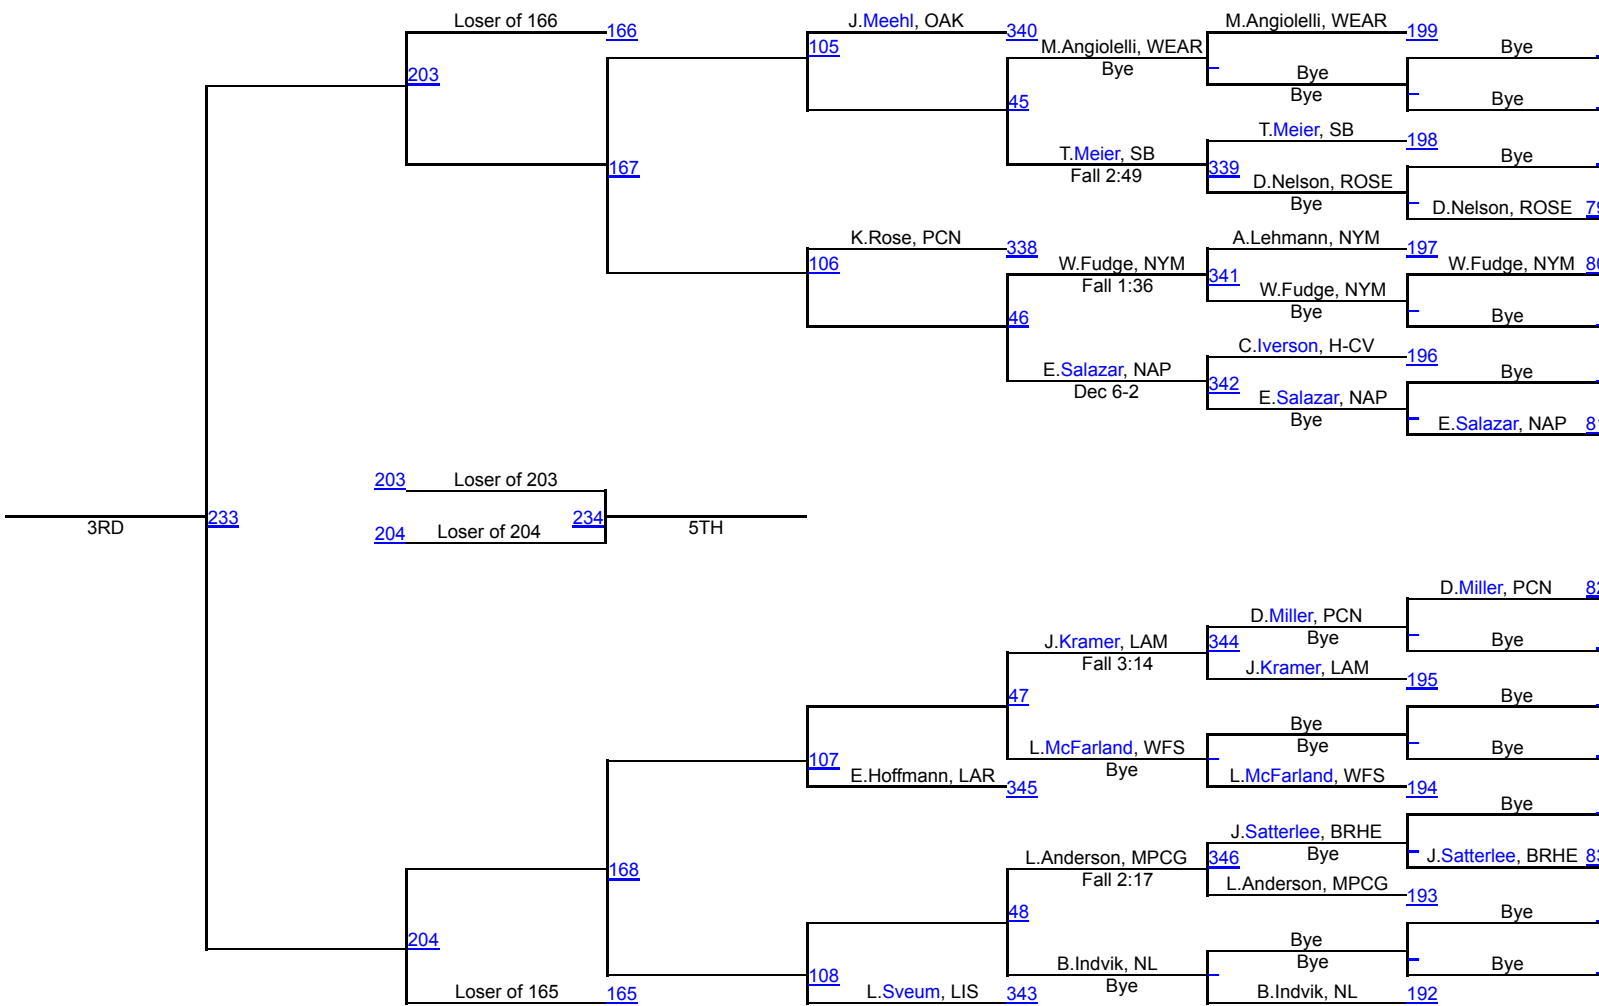 Loser of 166
166
J.Meehl, OAK
340
M.Angiolelli, WEAR
199
105
M.Angiolelli, WEAR
Bye
Bye
Bye
Bye
203
45
Bye
T.Meier, SB
198
T.Meier, SB
Fall 2:49
339
Bye
167
D.Nelson, ROSE
Bye
D.Nelson, ROSE
K.Rose, PCN
338
A.Lehmann, NYM
197
106
W.Fudge, NYM
Fall 1:36
341
W.Fudge, NYM
W.Fudge, NYM
Bye
Bye
46
C.Iverson, H-CV
196
E.Salazar, NAP
Dec 6-2
342
Bye
E.Salazar, NAP
Bye
E.Salazar, NAP
203
Loser of 203
3RD
233
204
Loser of 204
234
5TH
D.Miller, PCN
D.Miller, PCN
Bye
J.Kramer, LAM
Fall 3:14
344
Bye
J.Kramer, LAM
195
47
Bye
Bye
Bye
L.McFarland, WFS
Bye
Bye
107
E.Hoffmann, LAR
345
L.McFarland, WFS
194
Bye
J.Satterlee, BRHE
Bye
L.Anderson, MPCG
Fall 2:17
346
J.Satterlee, BRHE
168
L.Anderson, MPCG
193
48
Bye
204
Bye
Bye
B.Indvik, NL
Bye
Bye
108
Loser of 165
165
L.Sveum, LIS
343
B.Indvik, NL
192